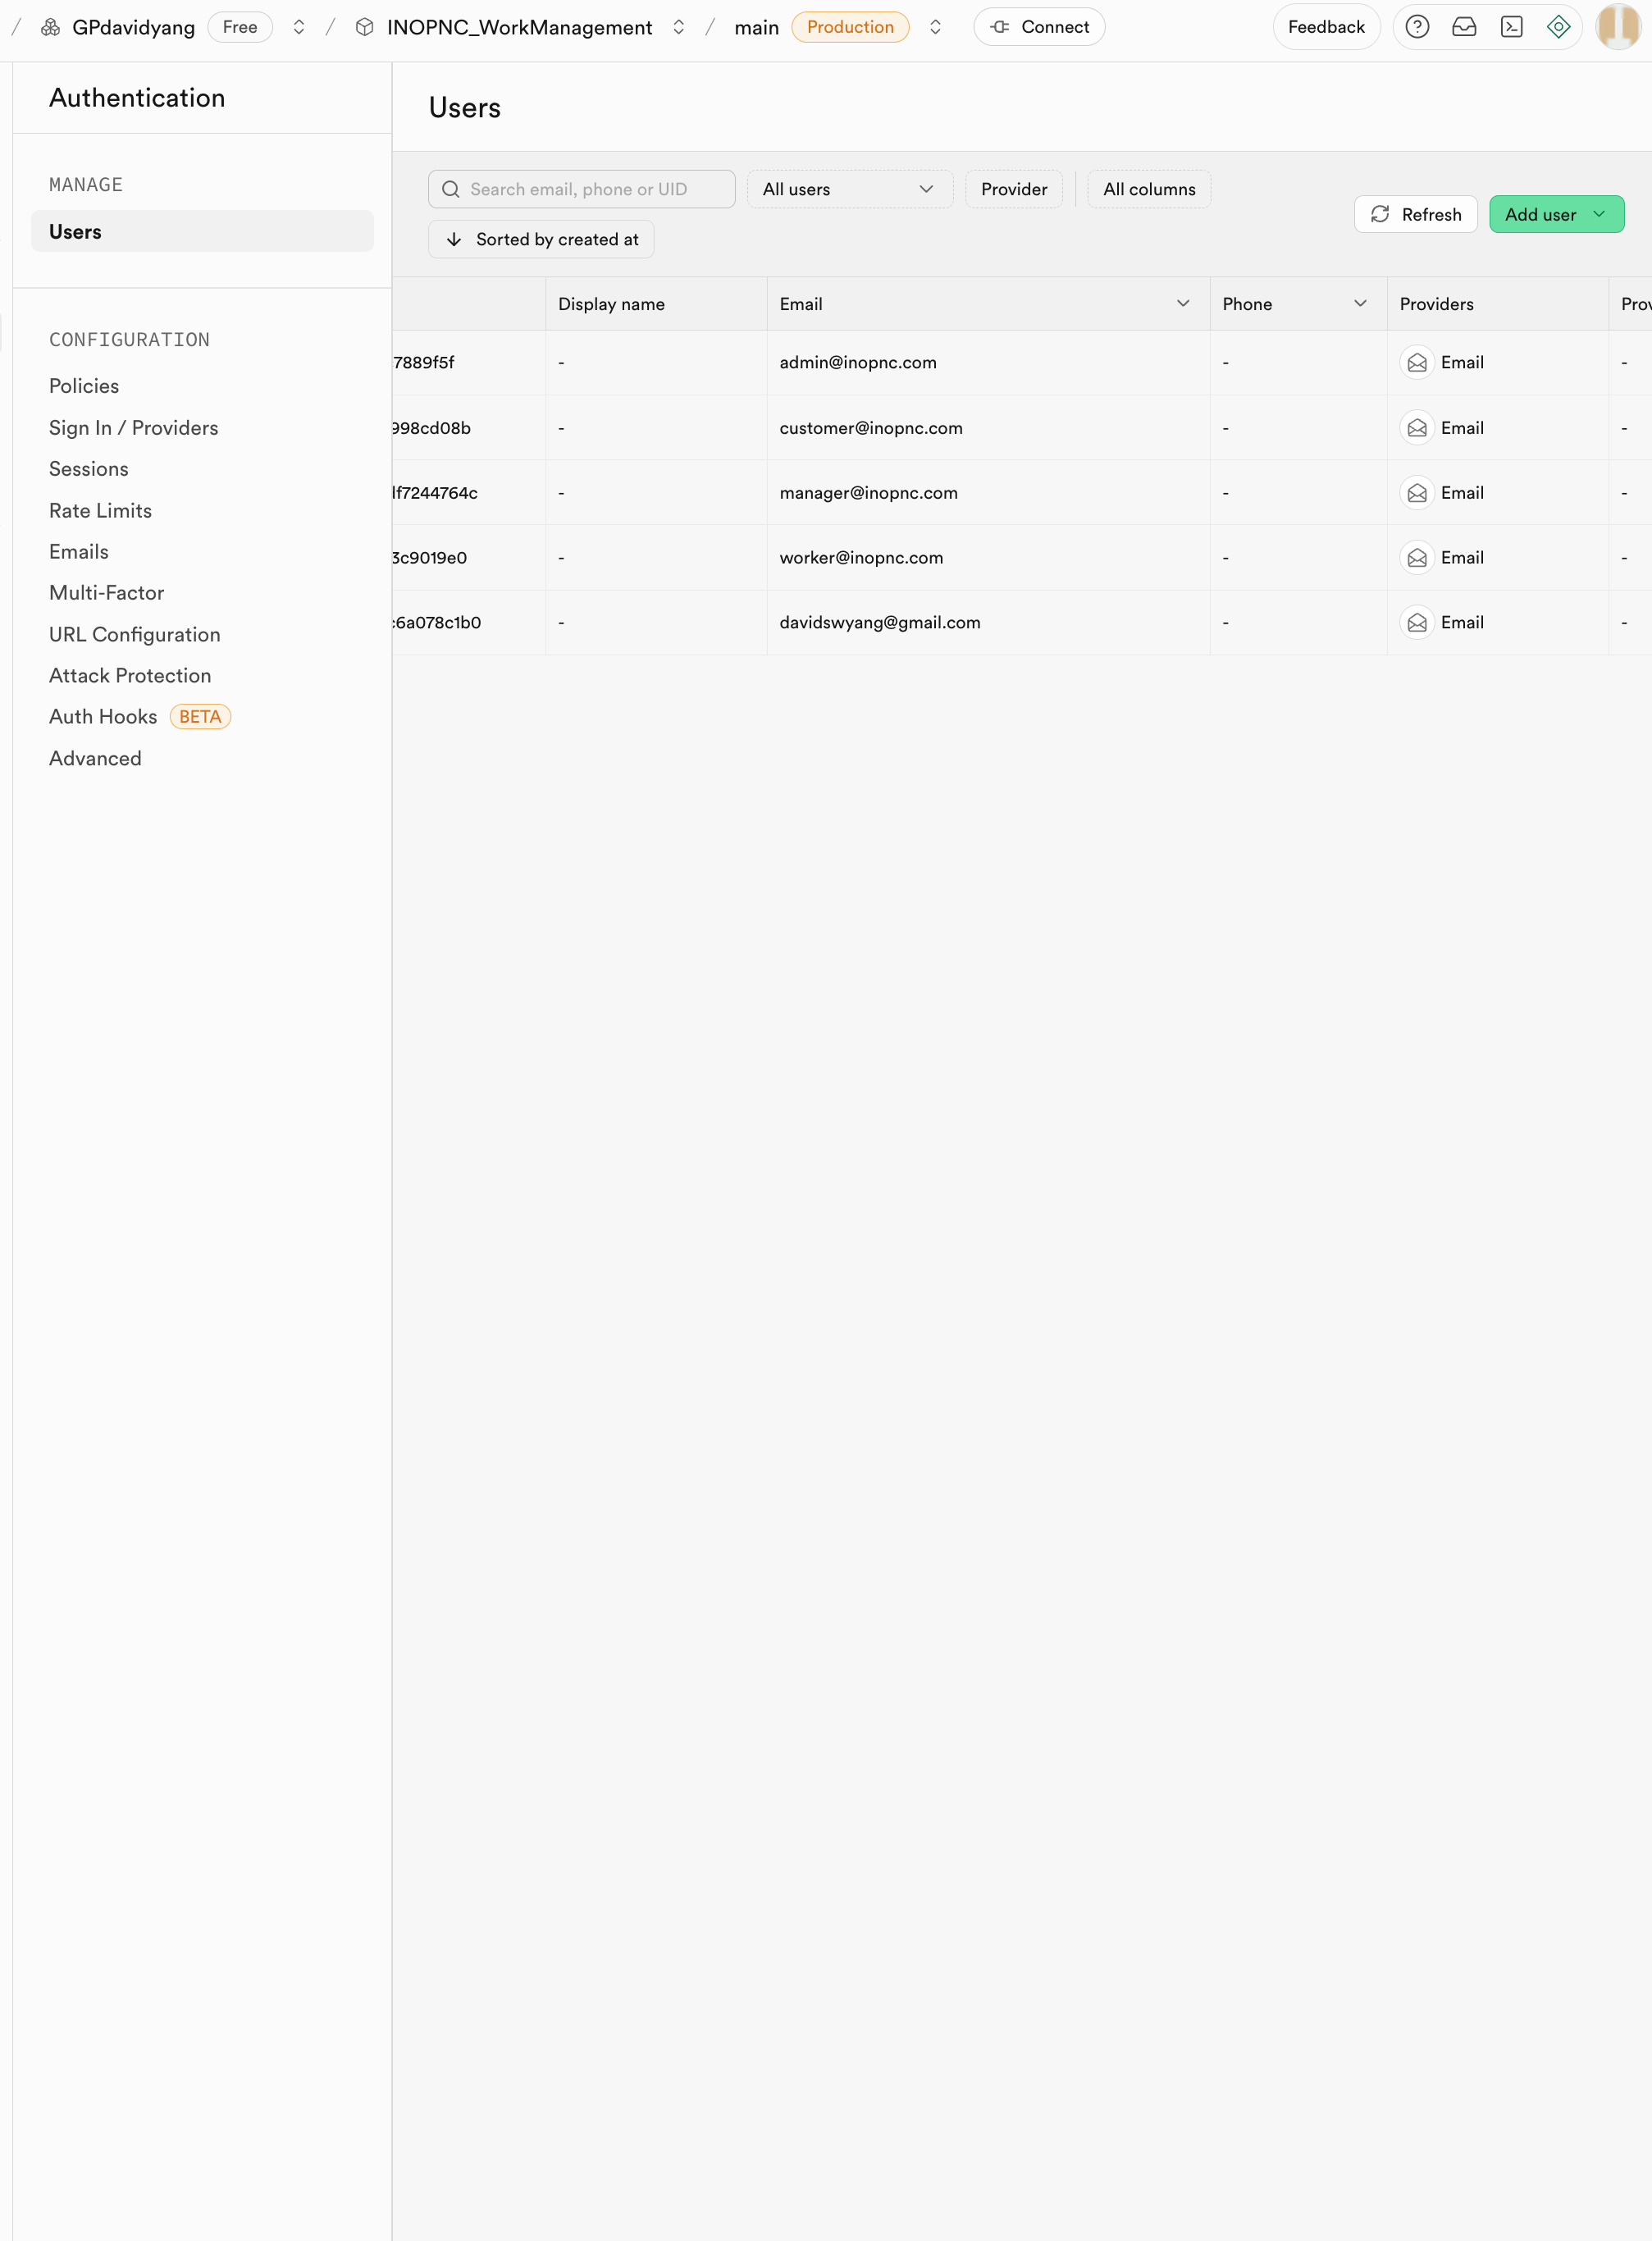 / GPdavidyang Free / INOPNC_WorkManagement / main Production Connect Feedback
Authentication
MANAGE
Users
CONFIGURATION
Policies
Sign In / Providers
Sessions
Rate Limits
Emails
Multi-Factor
URL Configuration
Attack Protection
Auth Hooks BETA
Advanced
Users
Search email, phone or UID All users Provider All columns
Sorted by created at
Refresh Add user
Display name Email Phone Providers Prov
7889f5f - admin@inopnc.com - Email -
998cd08b - customer@inopnc.com - Email -
f7244764c - manager@inopnc.com - Email -
3c9019e0 - worker@inopnc.com - Email -
c6a078c1b0 - davidswyang@gmail.com - Email -